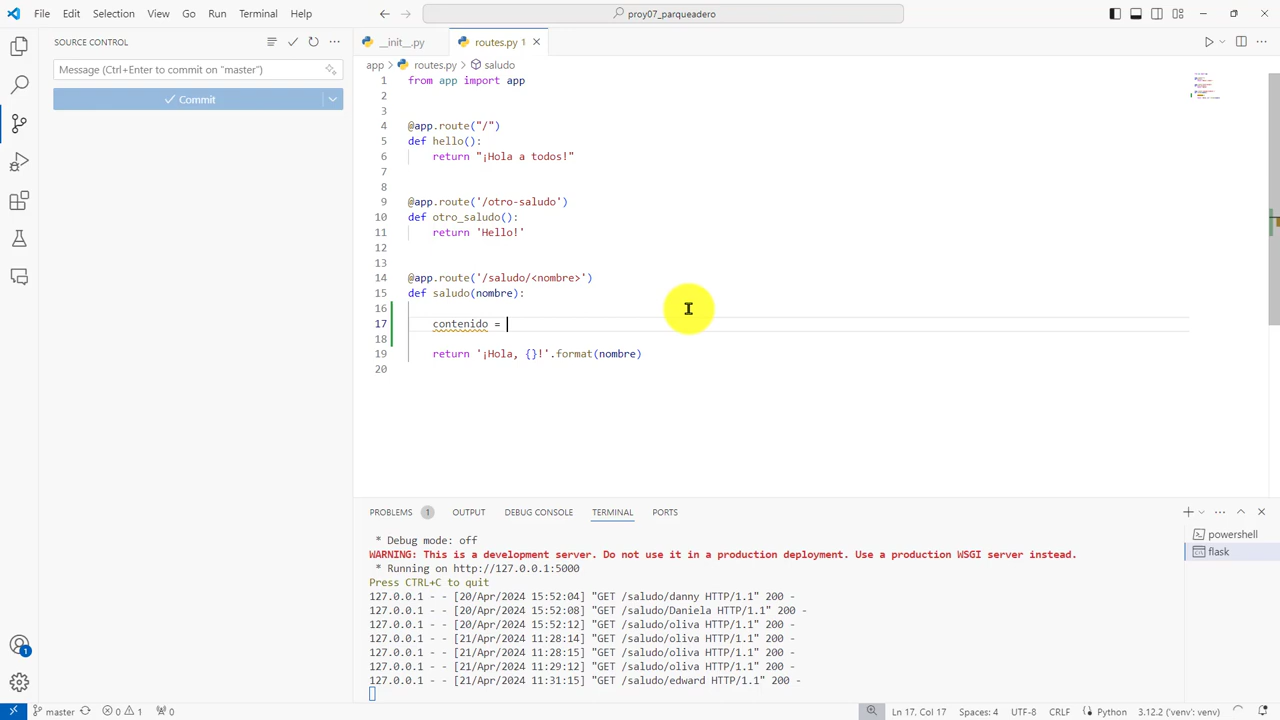 File Edit Selection View Go Run Terminal Help
proy07_parqueadero
SOURCE CONTROL
Message (Ctrl+Enter to commit on "master")
Commit
__init__.py
routes.py 1
app > routes.py > saludo
1 from app import app
2
3
4 @app.route("/")
5 def hello():
6 return "¡Hola a todos!"
7
8
9 @app.route('/otro-saludo')
10 def otro_saludo():
11 return 'Hello!'
12
13
14 @app.route('/saludo/<nombre>')
15 def saludo(nombre):
16
17 contenido =
18
19 return '¡Hola, {}!'.format(nombre)
20
PROBLEMS 1 OUTPUT DEBUG CONSOLE TERMINAL PORTS
* Debug mode: off
WARNING: This is a development server. Do not use it in a production deployment. Use a production WSGI server instead.
* Running on http://127.0.0.1:5000
Press CTRL+C to quit
127.0.0.1 - - [20/Apr/2024 15:52:04] "GET /saludo/danny HTTP/1.1" 200 -
127.0.0.1 - - [20/Apr/2024 15:52:08] "GET /saludo/Daniela HTTP/1.1" 200 -
127.0.0.1 - - [20/Apr/2024 15:52:12] "GET /saludo/oliva HTTP/1.1" 200 -
127.0.0.1 - - [21/Apr/2024 11:28:14] "GET /saludo/oliva HTTP/1.1" 200 -
127.0.0.1 - - [21/Apr/2024 11:28:15] "GET /saludo/oliva HTTP/1.1" 200 -
127.0.0.1 - - [21/Apr/2024 11:29:12] "GET /saludo/oliva HTTP/1.1" 200 -
127.0.0.1 - - [21/Apr/2024 11:31:15] "GET /saludo/edward HTTP/1.1" 200 -
powershell
flask
1
master 0 1 0
Ln 17, Col 17 Spaces: 4 UTF-8 CRLF Python 3.12.2 ('venv': venv)